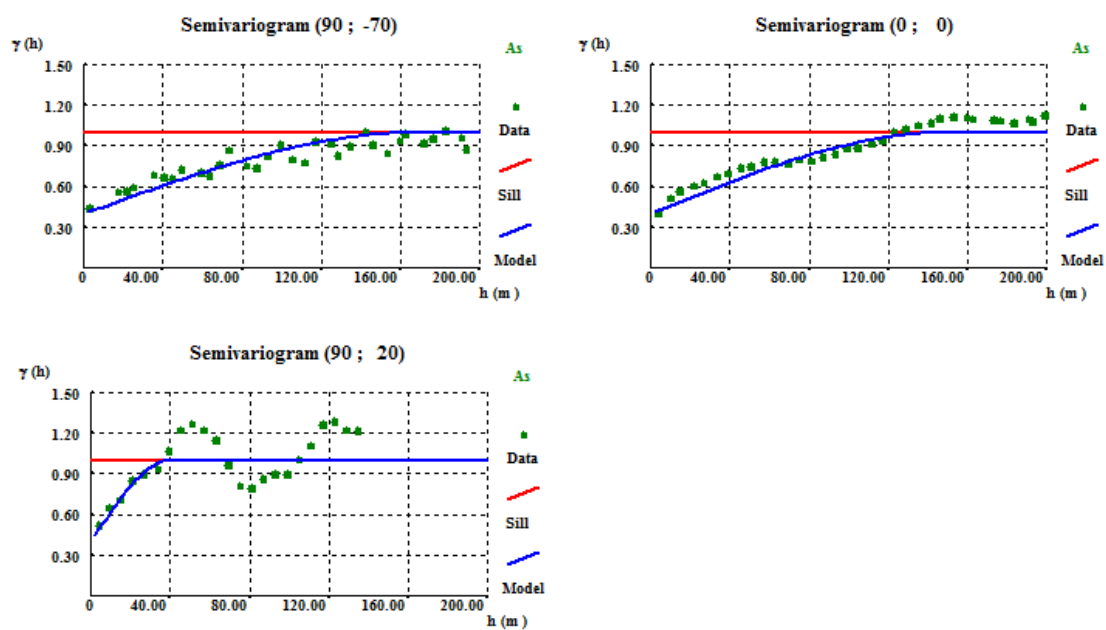 Semivariogram (90 ; -70)
γ (h)
As
1.50
1.20
0.90
0.60
0.30
Data
Sill
Model
0 40.00 80.00 120.00 160.00 200.00
h (m )
Semivariogram (0 ; 0)
γ (h)
As
1.50
1.20
0.90
0.60
0.30
Data
Sill
Model
0 40.00 80.00 120.00 160.00 200.00
h (m )
Semivariogram (90 ; 20)
γ (h)
As
1.50
1.20
0.90
0.60
0.30
Data
Sill
Model
0 40.00 80.00 120.00 160.00 200.00
h (m )